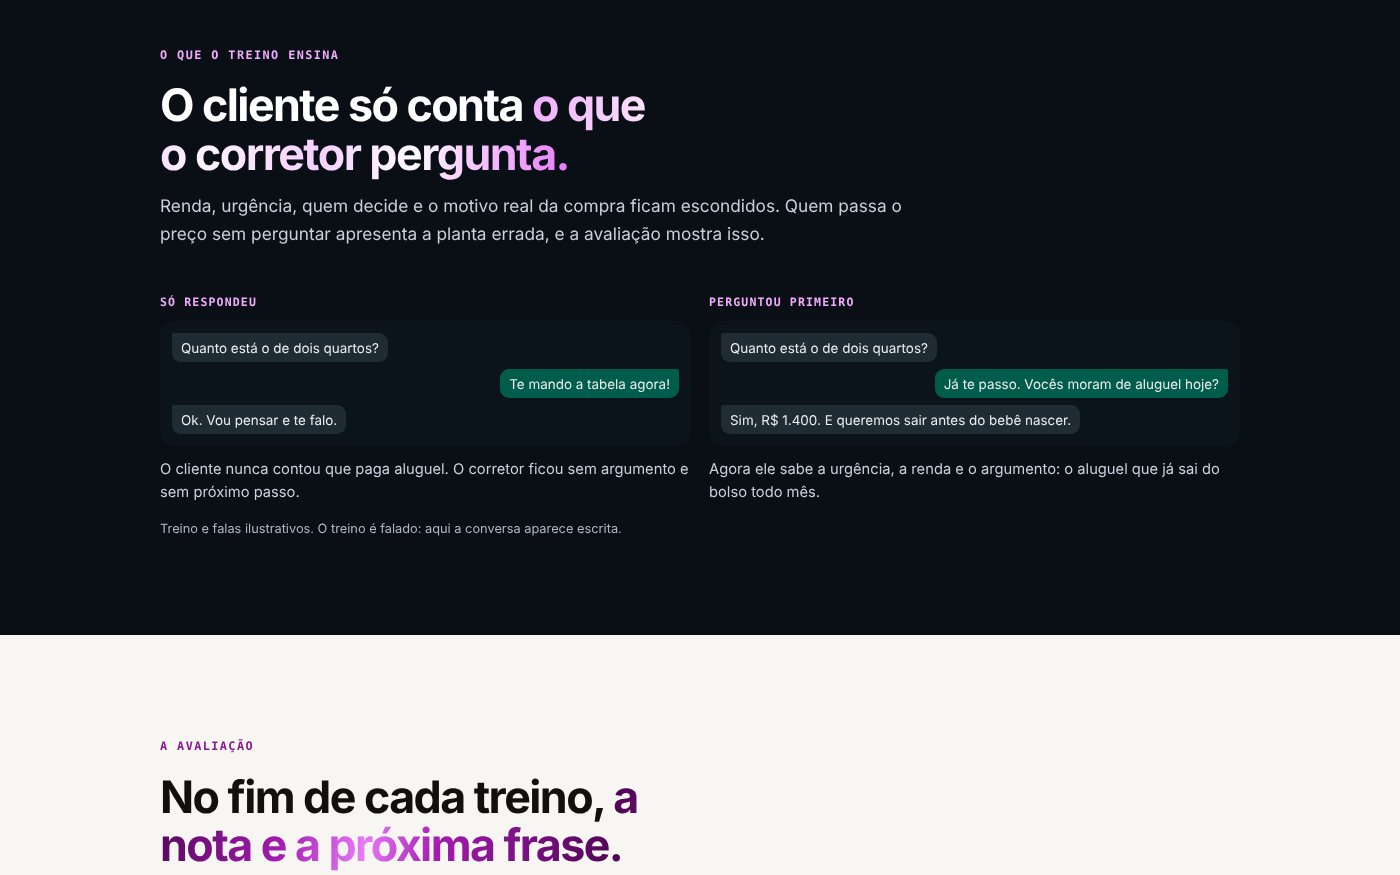 O QUE O TREINO ENSINA
O cliente só conta o que
o corretor pergunta.
Renda, urgência, quem decide e o motivo real da compra ficam escondidos. Quem passa o
preço sem perguntar apresenta a planta errada, e a avaliação mostra isso.
SÓ RESPONDEU
Quanto está o de dois quartos?
Te mando a tabela agora!
Ok. Vou pensar e te falo.
O cliente nunca contou que paga aluguel. O corretor ficou sem argumento e
sem próximo passo.
PERGUNTOU PRIMEIRO
Quanto está o de dois quartos?
Já te passo. Vocês moram de aluguel hoje?
Sim, R$ 1.400. E queremos sair antes do bebê nascer.
Agora ele sabe a urgência, a renda e o argumento: o aluguel que já sai do
bolso todo mês.
Treino e falas ilustrativos. O treino é falado: aqui a conversa aparece escrita.
A AVALIAÇÃO
No fim de cada treino, a
nota e a próxima frase.